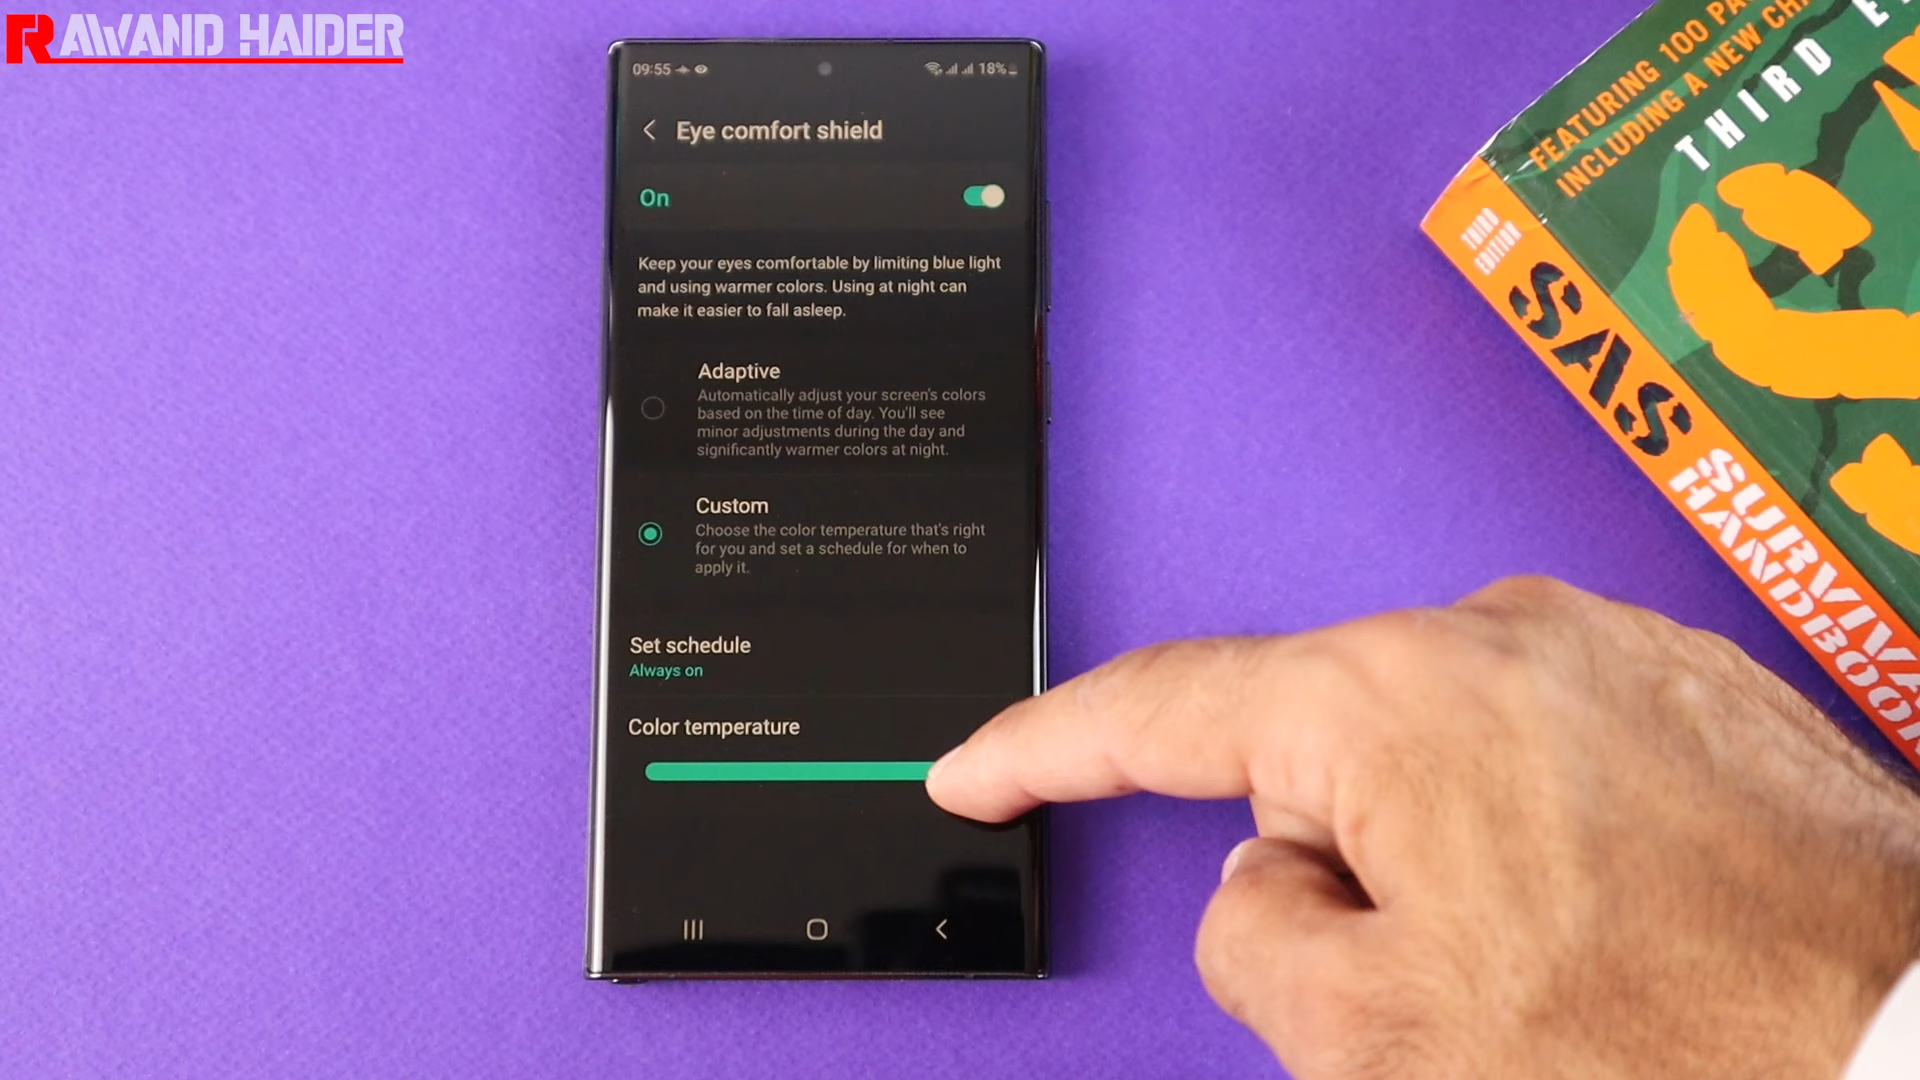 RAWAND HAIDER
09:55
18%
Eye comfort shield
On
Keep your eyes comfortable by limiting blue light
and using warmer colors. Using at night can
make it easier to fall asleep.
Adaptive
Automatically adjust your screen's colors
based on the time of day. You'll see
minor adjustments during the day and
significantly warmer colors at night.
Custom
Choose the color temperature that's right
for you and set a schedule for when to
apply it.
Set schedule
Always on
Color temperature
FEATURING 100
INCLUDING A NEW
THIRD
THIRD
EDITION
SAS
SURVIVAL
HANDBOOK